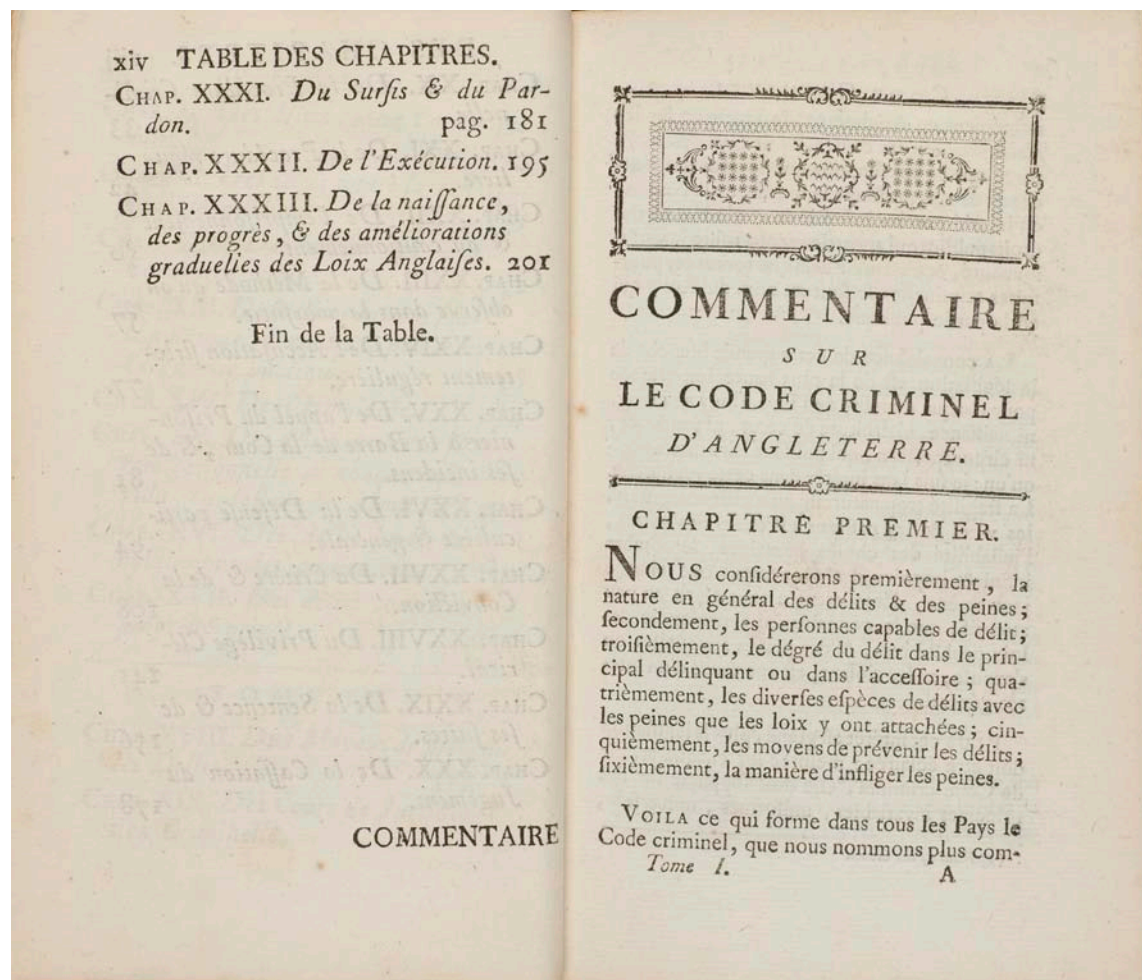 xiv TABLE DES CHAPITRES.
CHAP. XXXI. Du Surſis & du Par-
don. pag. 181
CHAP. XXXII. De l'Exécution. 195
CHAP. XXXIII. De la naiſſance,
des progrès, & des améliorations
graduelles des Loix Anglaiſes. 201
Fin de la Table.
COMMENTAIRE
COMMENTAIRE
SUR
LE CODE CRIMINEL
D'ANGLETERRE.
CHAPITRE PREMIER.
NOUS conſidérerons premièrement, la
nature en général des délits & des peines;
ſecondement, les perſonnes capables de délit;
troiſièmement, le dégré du délit dans le prin-
cipal délinquant ou dans l'acceſſoire; qua-
trièmement, les diverſes eſpèces de délits avec
les peines que les loix y ont attachées; cin-
quièmement, les moyens de prévenir les délits;
ſixièmement, la manière d'infliger les peines.
VOILA ce qui forme dans tous les Pays le
Code criminel, que nous nommons plus com-
Tome I. A